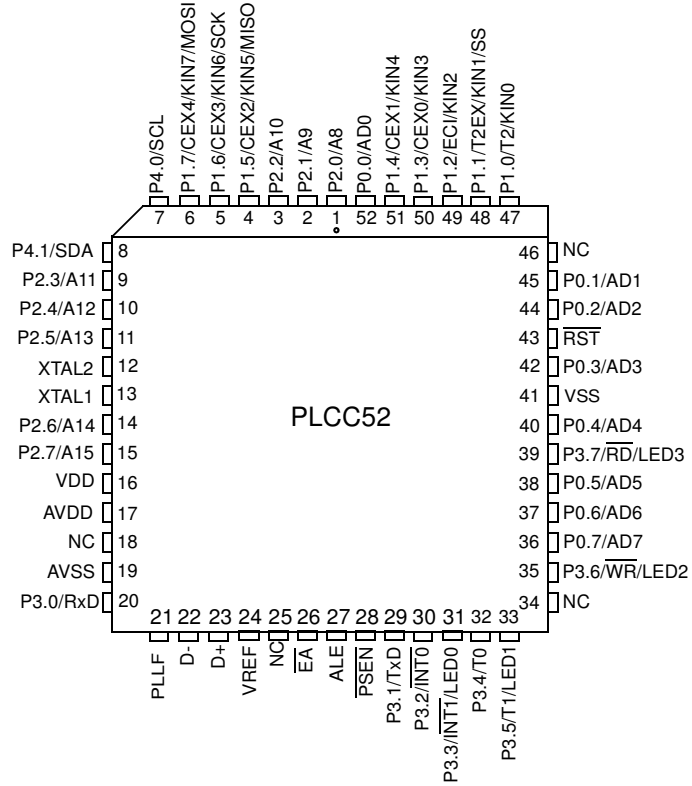 P4.0/SCL
P1.7/CEX4/KIN7/MOSI
P1.6/CEX3/KIN6/SCK
P1.5/CEX2/KIN5/MISO
P2.2/A10
P2.1/A9
P2.0/A8
P0.0/AD0
P1.4/CEX1/KIN4
P1.3/CEX0/KIN3
P1.2/ECI/KIN2
P1.1/T2EX/KIN1/SS
P1.0/T2/KIN0
7 6 5 4 3 2 1 52 51 50 49 48 47
P4.1/SDA 8
P2.3/A11 9
P2.4/A12 10
P2.5/A13 11
XTAL2 12
XTAL1 13
P2.6/A14 14
P2.7/A15 15
VDD 16
AVDD 17
NC 18
AVSS 19
P3.0/RxD 20
PLCC52
46 NC
45 P0.1/AD1
44 P0.2/AD2
43 RST
42 P0.3/AD3
41 VSS
40 P0.4/AD4
39 P3.7/RD/LED3
38 P0.5/AD5
37 P0.6/AD6
36 P0.7/AD7
35 P3.6/WR/LED2
34 NC
21 22 23 24 25 26 27 28 29 30 31 32 33
PLLF
D-
D+
VREF
NC
EA
ALE
PSEN
P3.1/TxD
P3.2/INT0
P3.3/INT1/LED0
P3.4/T0
P3.5/T1/LED1